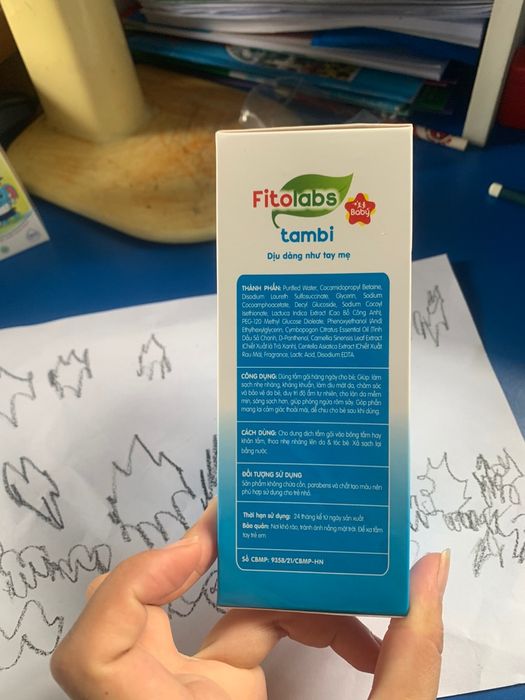 Fitolabs
Baby
tambi
Dịu dàng như tay mẹ
THÀNH PHẦN: Purified Water, Cocamidopropyl Betaine,
Disodium Laureth Sulfosuccinate, Glycerin, Sodium
Cocoamphoacetate, Decyl Glucoside, Sodium Cocoyl
Isethionate, Lactuca Indica Extract (Cao Bồ Công Anh),
PEG-120 Methyl Glucose Dioleate, Phenoxyethanol (And)
Ethylhexylglycerin, Cymbopogon Citratus Essential Oil (Tinh
Dầu Sả Chanh), D-Panthenol, Camellia Sinensis Leaf Extract
(Chiết Xuất lá Trà Xanh), Centella Asiatica Extract (Chiết Xuất
Rau Má), Fragrance, Lactic Acid, Disodium EDTA.
CÔNG DỤNG: Dùng tắm gội hàng ngày cho bé. Giúp làm
sạch nhẹ nhàng, kháng khuẩn, làm dịu mát da, chăm sóc
và bảo vệ da bé, duy trì độ ẩm tự nhiên, cho làn da mềm
mịn, sáng sạch hơn, giúp phòng ngừa rôm sảy. Góp phần
mang lại cảm giác thoải mái, dễ chịu cho bé sau khi dùng.
CÁCH DÙNG: Cho dung dịch tắm gội vào bông tắm hay
khăn tắm, thoa nhẹ nhàng lên da & tóc bé. Xả sạch lại
bằng nước.
ĐỐI TƯỢNG SỬ DỤNG
Sản phẩm không chứa cồn, parabens và chất tạo màu nên
phù hợp sử dụng cho trẻ nhỏ.
Thời hạn sử dụng: 24 tháng kể từ ngày sản xuất
Bảo quản: Nơi khô ráo, tránh ánh nắng mặt trời. Để xa tầm
tay trẻ em
Số CBMP: 9358/21/CBMP-HN